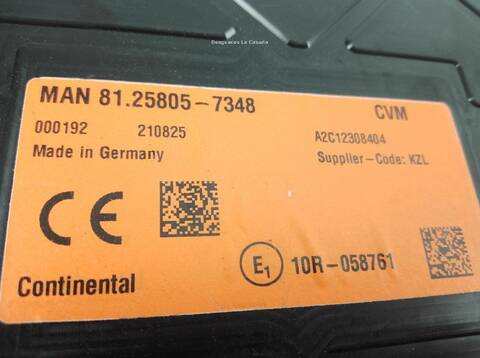 Desguaces La Cabaña
MAN 81.25805-7348
CVM
000192 210825
A2C12308404
Made in Germany
Supplier-Code: KZL
CE
E1 10R-058761
Continental